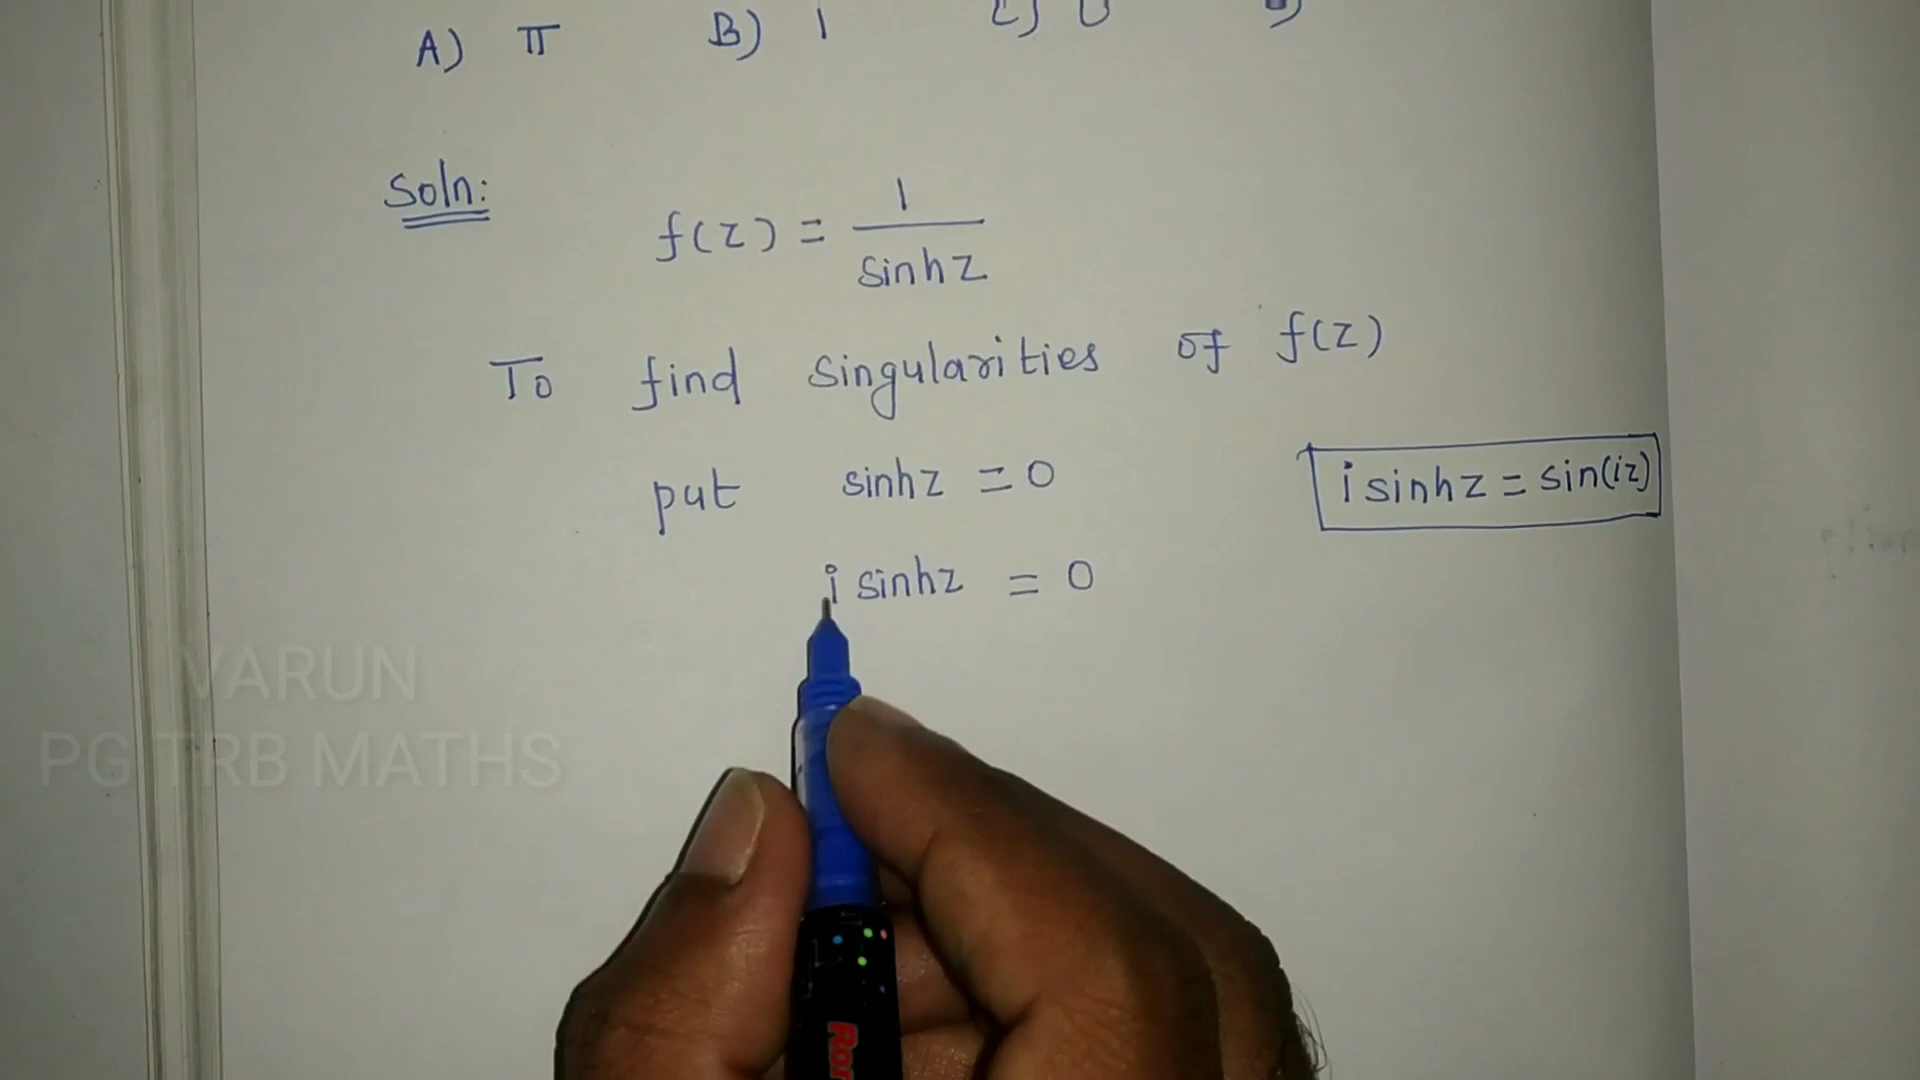 A) π B) 1
Soln:
f(z) = 1 / sinhz
To find singularities of f(z)
put sinhz = 0
i sinhz = sin(iz)
i sinhz = 0
VARUN
PG TRB MATHS